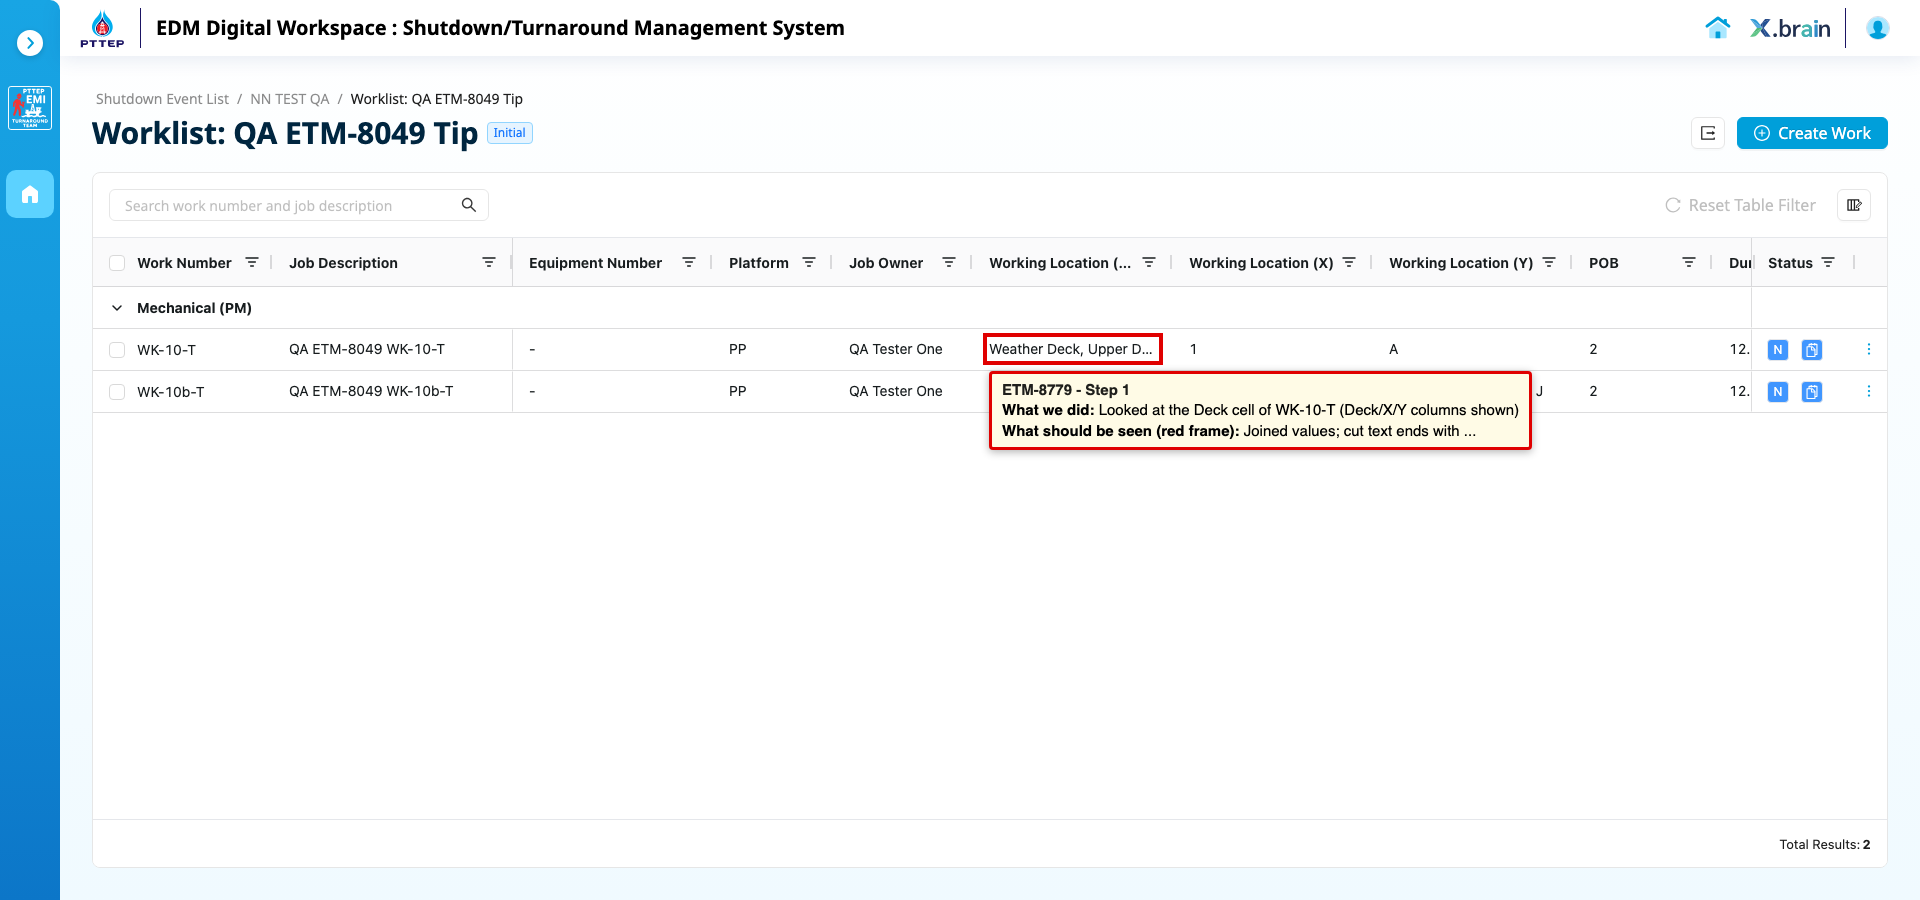 PTTEP
EDM Digital Workspace : Shutdown/Turnaround Management System
X.brain
PTTEP
EMI
TURNAROUND
TEAM
Shutdown Event List / NN TEST QA / Worklist: QA ETM-8049 Tip
Worklist: QA ETM-8049 Tip Initial
Create Work
Search work number and job description
Reset Table Filter
Work Number Job Description Equipment Number Platform Job Owner Working Location (... Working Location (X) Working Location (Y) POB Dur Status
Mechanical (PM)
WK-10-T QA ETM-8049 WK-10-T - PP QA Tester One Weather Deck, Upper D... 1 A 2 12. N
WK-10b-T QA ETM-8049 WK-10b-T - PP QA Tester One J 2 12. N
ETM-8779 - Step 1
What we did: Looked at the Deck cell of WK-10-T (Deck/X/Y columns shown)
What should be seen (red frame): Joined values; cut text ends with ...
Total Results: 2